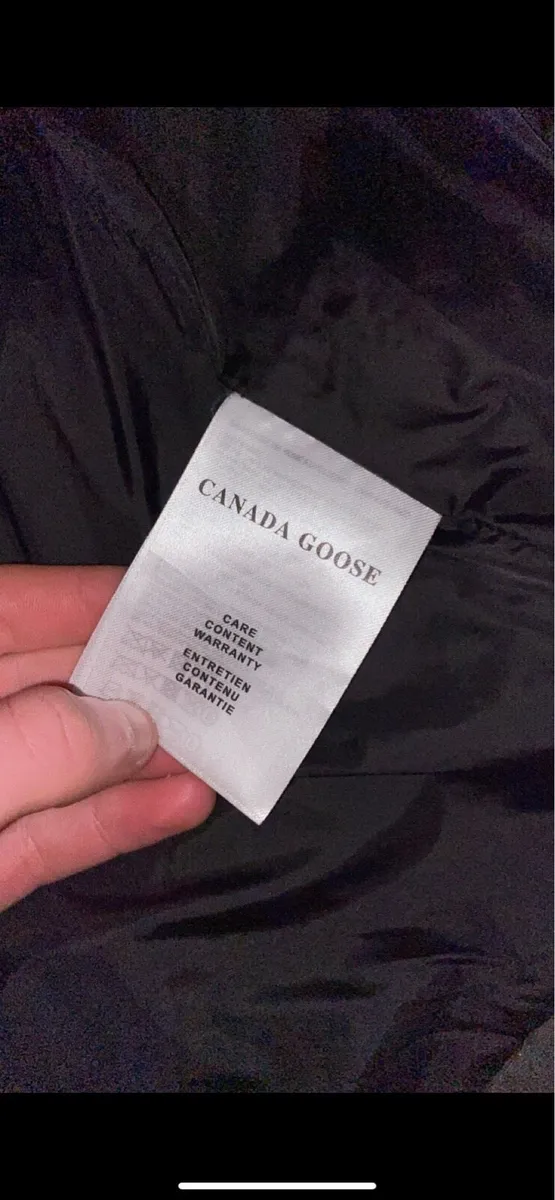 CANADA GOOSE
CARE
CONTENT
WARRANTY
ENTRETIEN
CONTENU
GARANTIE